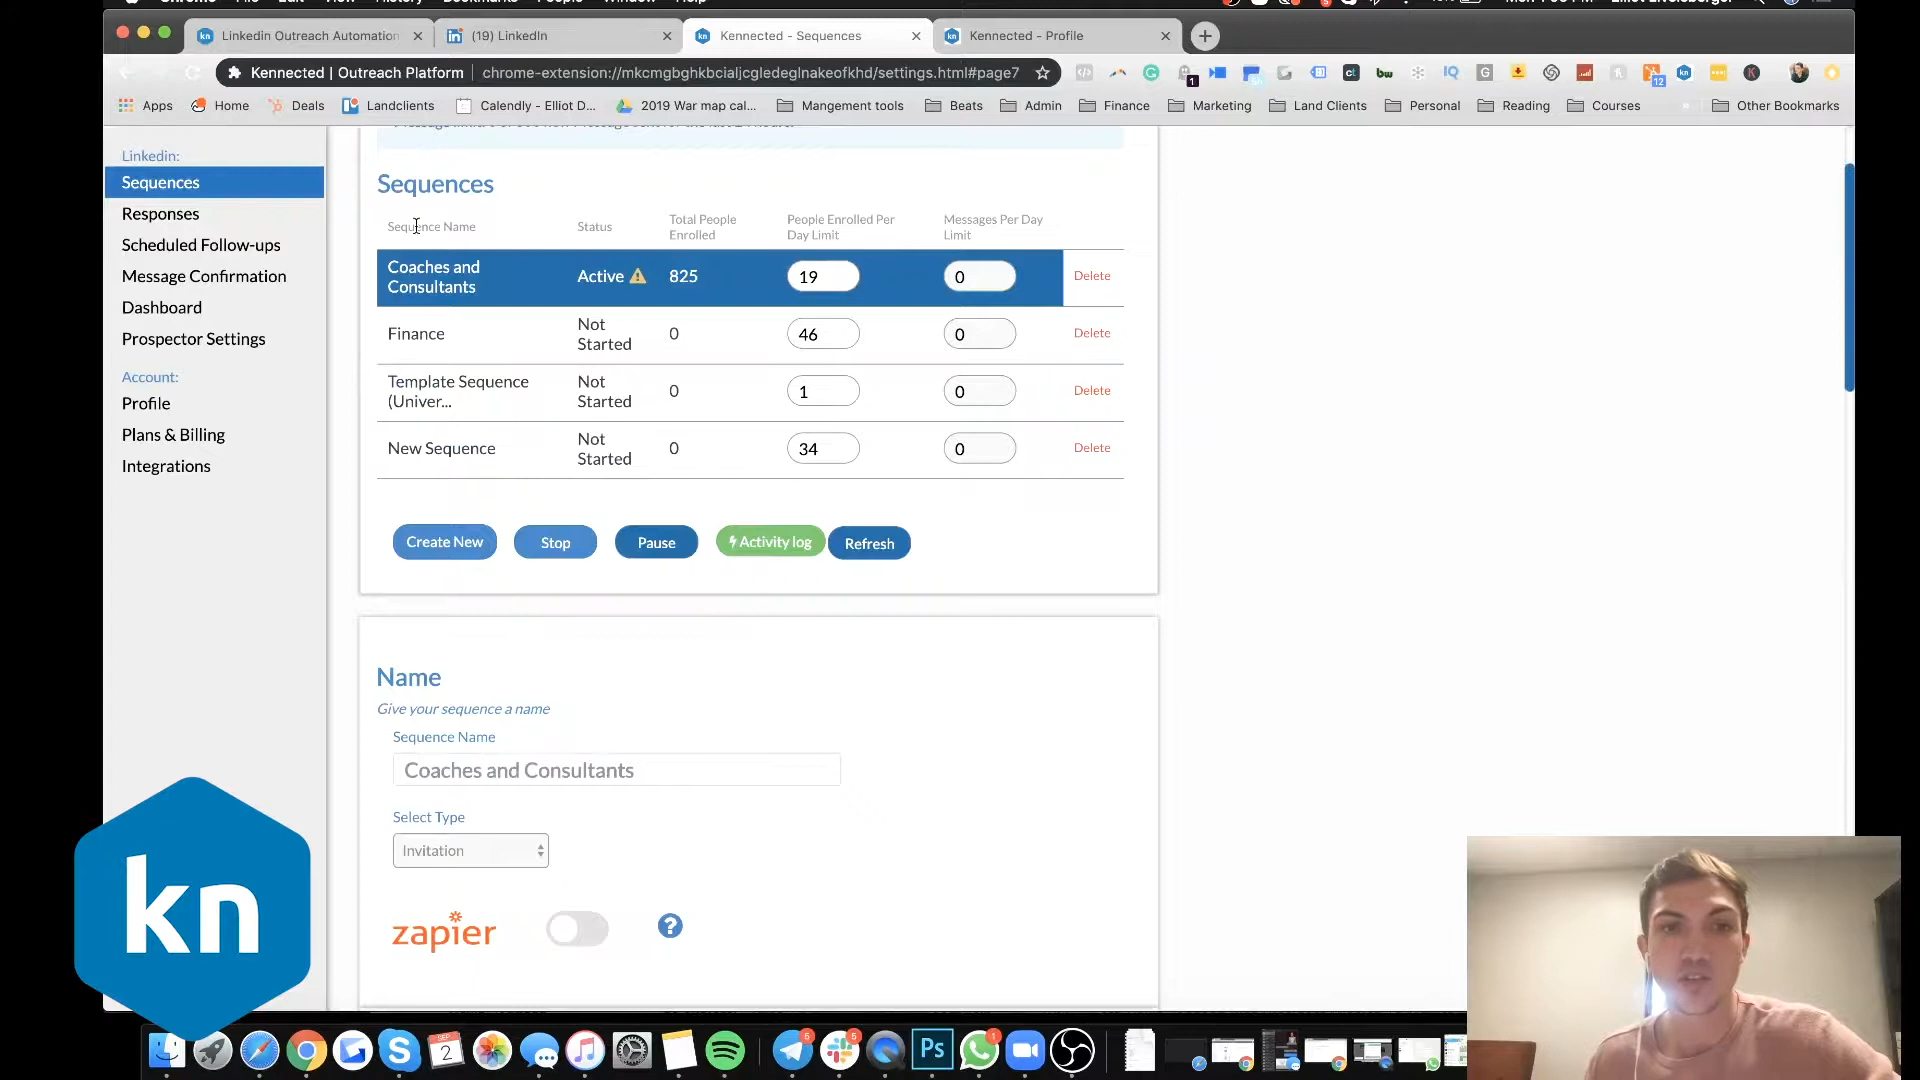 Linkedin Outreach Automation
(19) LinkedIn
Kennected - Sequences
Kennected - Profile
Kennected | Outreach Platform
chrome-extension://mkcmgbghkbcialjcgledeglnakeofkhd/settings.html#page7
1
12
Apps
Home
Deals
Landclients
Calendly - Elliot D...
2019 War map cal...
Mangement tools
Beats
Admin
Finance
Marketing
Land Clients
Personal
Reading
Courses
Other Bookmarks
Linkedin:
Sequences
Responses
Scheduled Follow-ups
Message Confirmation
Dashboard
Prospector Settings
Account:
Profile
Plans & Billing
Integrations
Sequences
Sequence Name
Status
Total People
Enrolled
People Enrolled Per
Day Limit
Messages Per Day
Limit
Coaches and
Consultants
Active
825
19
0
Delete
Finance
Not
Started
0
46
0
Delete
Template Sequence
(Univer...
Not
Started
0
1
0
Delete
New Sequence
Not
Started
0
34
0
Delete
Create New
Stop
Pause
Activity log
Refresh
Name
Give your sequence a name
Sequence Name
Coaches and Consultants
Select Type
Invitation
zapier
?
kn
SEP
2
Ps